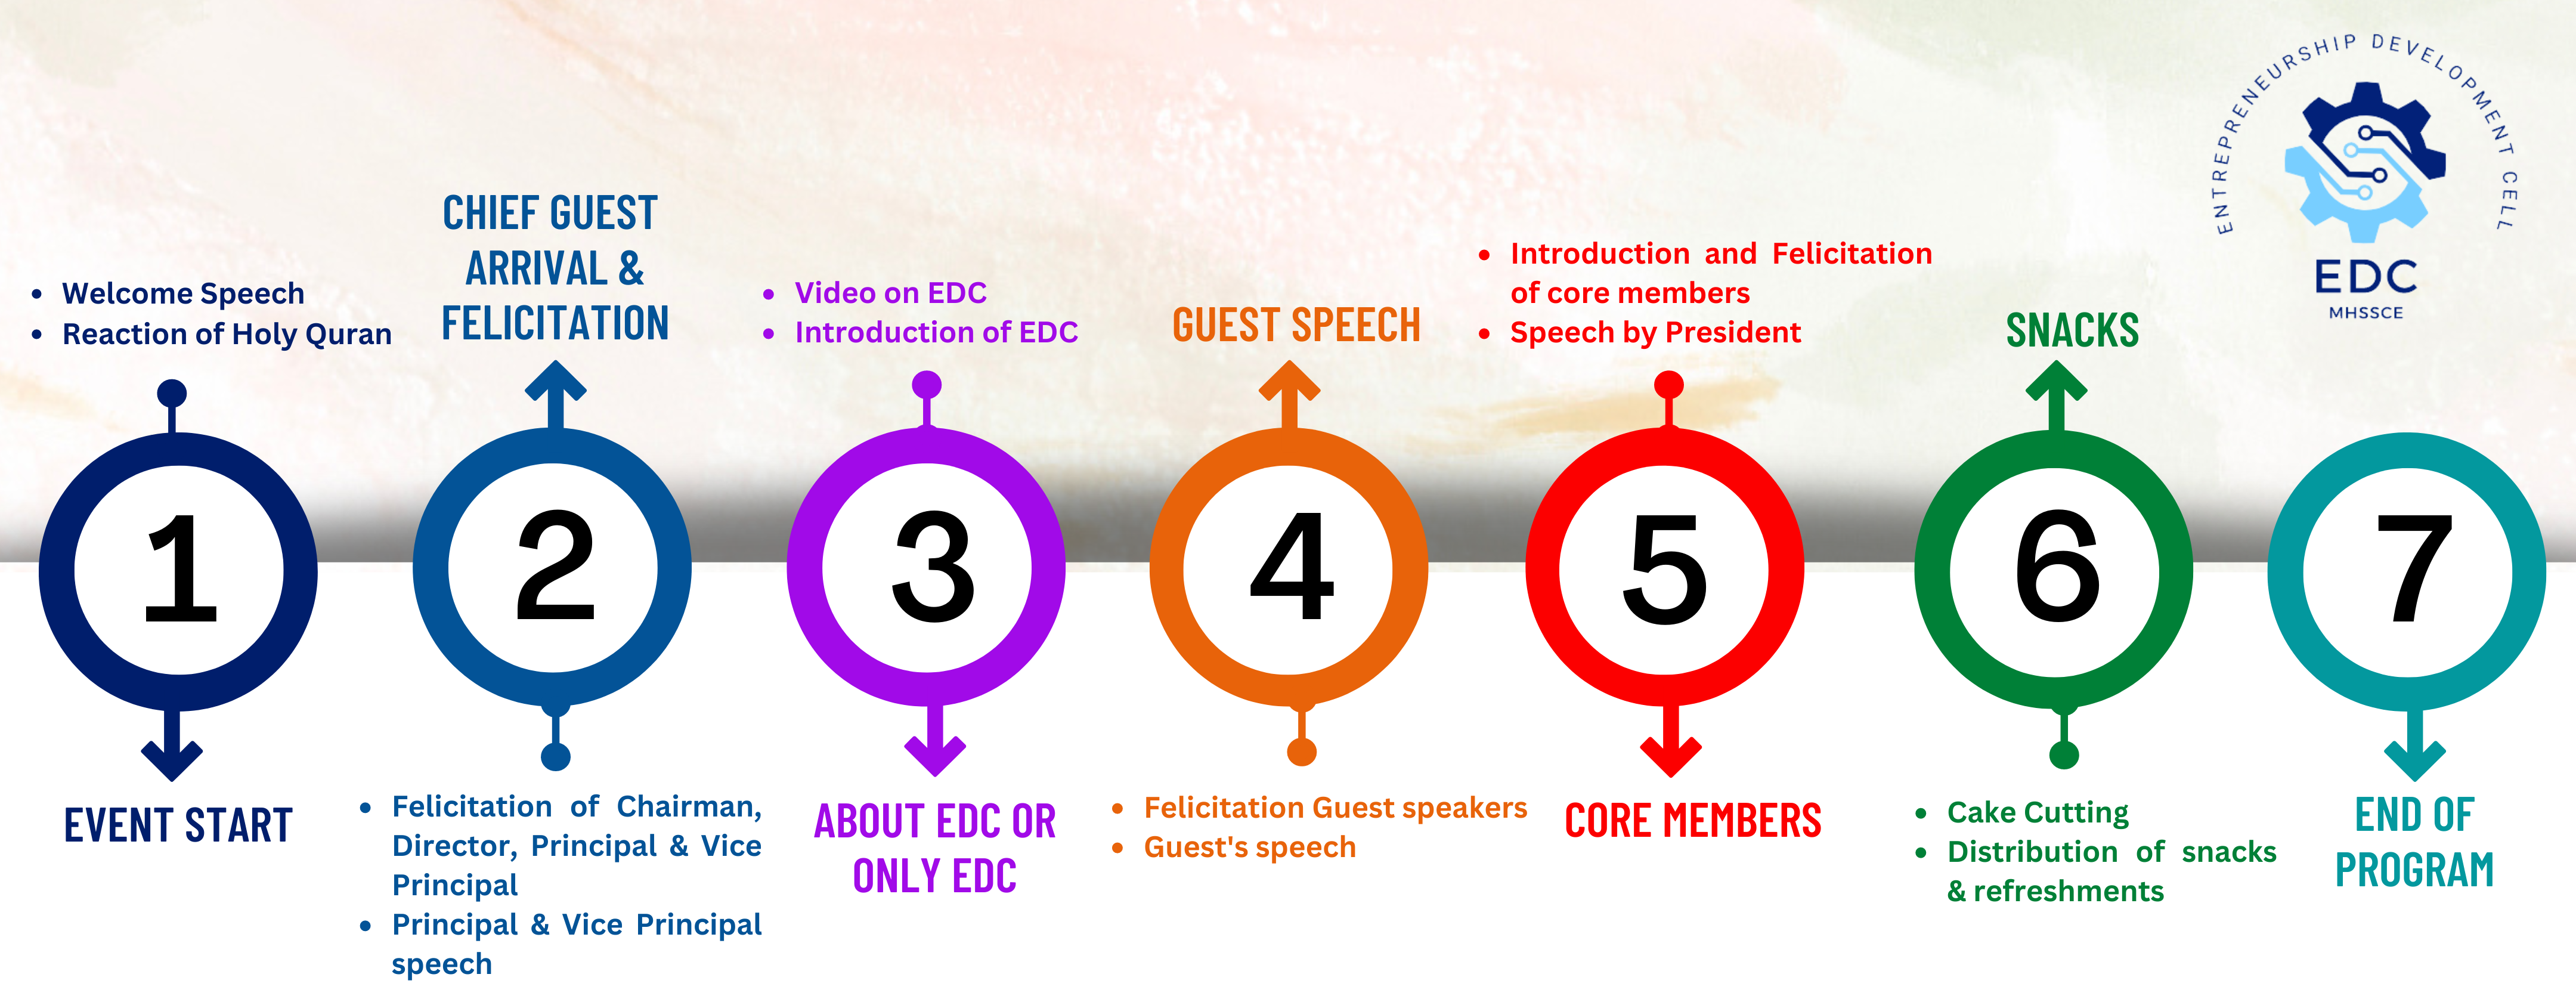 ENTREPRENEURSHIP DEVELOPMENT CELL
EDC
MHSSCE
• Welcome Speech
• Reaction of Holy Quran
1
EVENT START
CHIEF GUEST
ARRIVAL &
FELICITATION
2
• Felicitation of Chairman,
Director, Principal & Vice
Principal
• Principal & Vice Principal
speech
• Video on EDC
• Introduction of EDC
3
ABOUT EDC OR
ONLY EDC
GUEST SPEECH
4
• Felicitation Guest speakers
• Guest's speech
• Introduction and Felicitation
of core members
• Speech by President
5
CORE MEMBERS
SNACKS
6
• Cake Cutting
• Distribution of snacks
& refreshments
7
END OF
PROGRAM